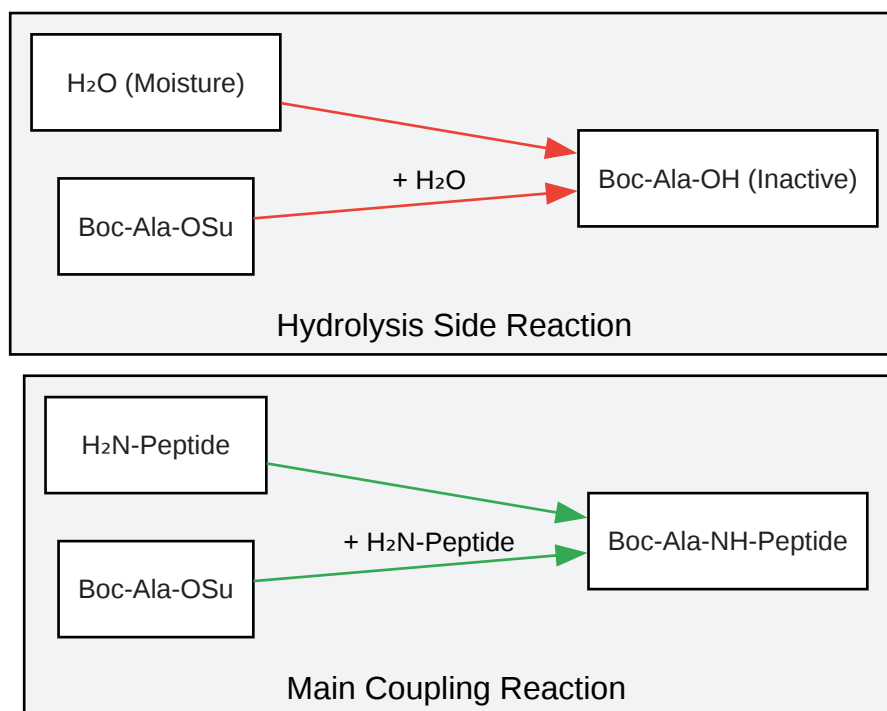 H₂O (Moisture)
Boc-Ala-OSu
+ H₂O
Boc-Ala-OH (Inactive)
Hydrolysis Side Reaction
H₂N-Peptide
Boc-Ala-OSu
+ H₂N-Peptide
Boc-Ala-NH-Peptide
Main Coupling Reaction